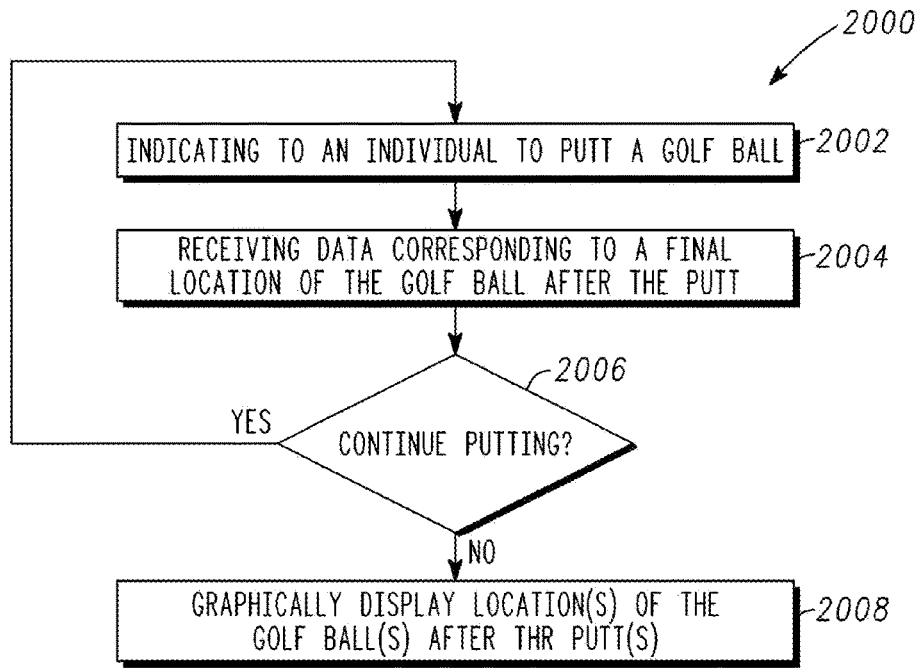 2000
INDICATING TO AN INDIVIDUAL TO PUTT A GOLF BALL
2002
RECEIVING DATA CORRESPONDING TO A FINAL
LOCATION OF THE GOLF BALL AFTER THE PUTT
2004
2006
YES
CONTINUE PUTTING?
NO
GRAPHICALLY DISPLAY LOCATION(S) OF THE
GOLF BALL(S) AFTER THR PUTT(S)
2008